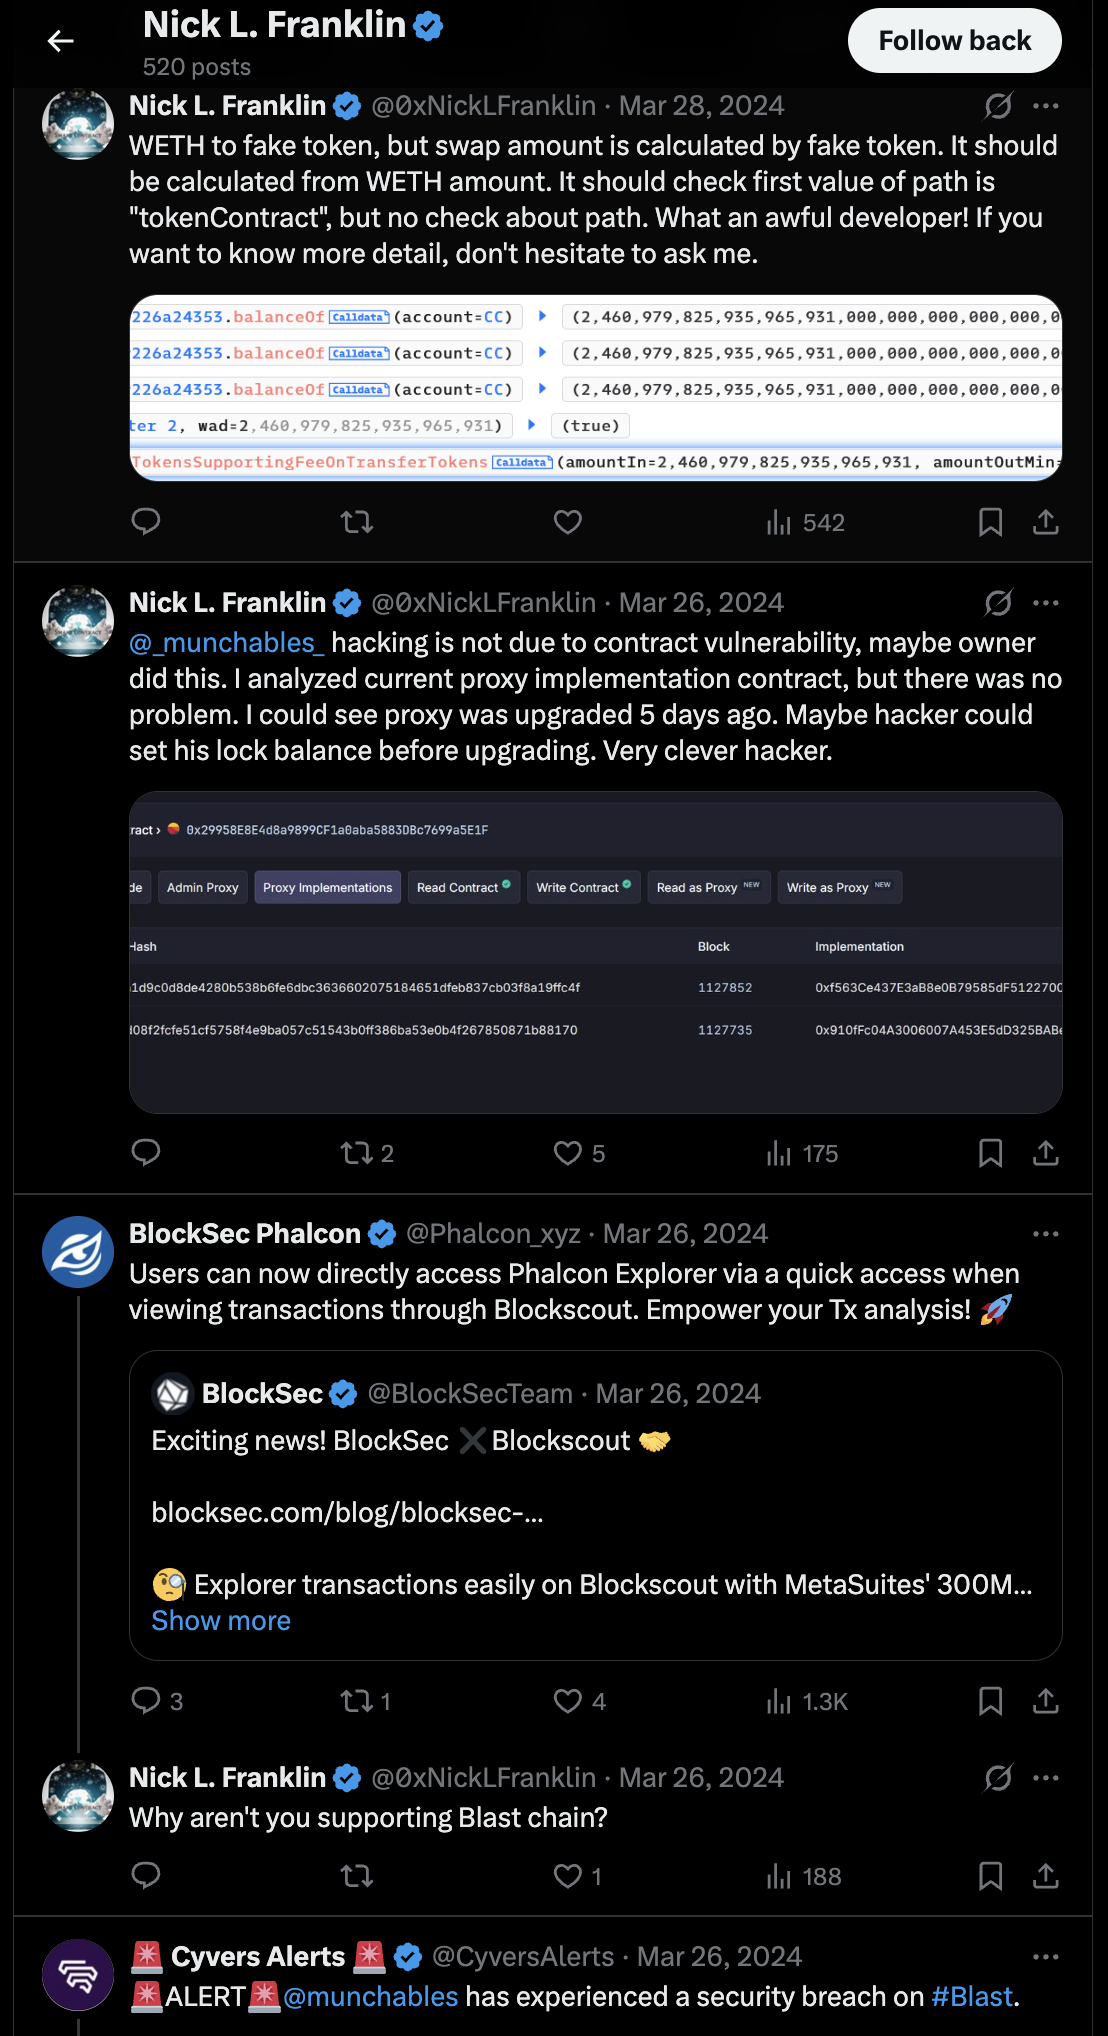 Nick L. Franklin
520 posts
Follow back
Nick L. Franklin @0xNickLFranklin · Mar 28, 2024
WETH to fake token, but swap amount is calculated by fake token. It should
be calculated from WETH amount. It should check first value of path is
"tokenContract", but no check about path. What an awful developer! If you
want to know more detail, don't hesitate to ask me.
226a24353.balanceOf Calldata (account=CC) (2,460,979,825,935,965,931,000,000,000,000,000,0
226a24353.balanceOf Calldata (account=CC) (2,460,979,825,935,965,931,000,000,000,000,000,0
226a24353.balanceOf Calldata (account=CC) (2,460,979,825,935,965,931,000,000,000,000,000,0
ter 2, wad=2,460,979,825,935,965,931) (true)
TokensSupportingFeeOnTransferTokens Calldata (amountIn=2,460,979,825,935,965,931, amountOutMin=
542
Nick L. Franklin @0xNickLFranklin · Mar 26, 2024
@_munchables_ hacking is not due to contract vulnerability, maybe owner
did this. I analyzed current proxy implementation contract, but there was no
problem. I could see proxy was upgraded 5 days ago. Maybe hacker could
set his lock balance before upgrading. Very clever hacker.
ract › 0x29958E8E4d8a9899CF1a0aba5883DBc7699a5E1F
de Admin Proxy Proxy Implementations Read Contract Write Contract Read as Proxy NEW Write as Proxy NEW
Hash Block Implementation
1d9c0d8de4280b538b6fe6dbc3636602075184651dfeb837cb03f8a19ffc4f 1127852 0xf563Ce437E3aB8e0B79585dF5122700
d08f2fcfe51cf5758f4e9ba057c51543b0ff386ba53e0b4f267850871b88170 1127735 0x910fFc04A3006007A453E5dD325BABe
2 5 175
BlockSec Phalcon @Phalcon_xyz · Mar 26, 2024
Users can now directly access Phalcon Explorer via a quick access when
viewing transactions through Blockscout. Empower your Tx analysis! 🚀
BlockSec @BlockSecTeam · Mar 26, 2024
Exciting news! BlockSec ✖️ Blockscout 🤝
blocksec.com/blog/blocksec-...
🧐 Explorer transactions easily on Blockscout with MetaSuites' 300M...
Show more
3 1 4 1.3K
Nick L. Franklin @0xNickLFranklin · Mar 26, 2024
Why aren't you supporting Blast chain?
1 188
🚨 Cyvers Alerts 🚨 @CyversAlerts · Mar 26, 2024
🚨ALERT🚨@munchables has experienced a security breach on #Blast.